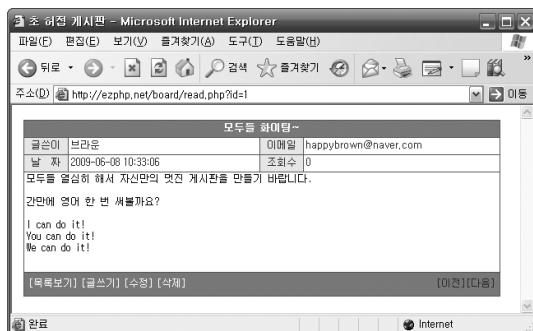 초 허접 게시판 - Microsoft Internet Explorer
파일(F) 편집(E) 보기(V) 즐겨찾기(A) 도구(T) 도움말(H)
뒤로 검색 즐겨찾기 »
주소(D) http://ezphp.net/board/read.php?id=1 이동
모두들 화이팅~
글쓴이 브라운 이메일 happybrown@naver.com
날 짜 2009-06-08 10:33:06 조회수 0
모두들 열심히 해서 자신만의 멋진 게시판을 만들기 바랍니다.
간만에 영어 한 번 써볼까요?
I can do it!
You can do it!
We can do it!
[목록보기] [글쓰기] [수정] [삭제] [이전][다음]
완료 Internet